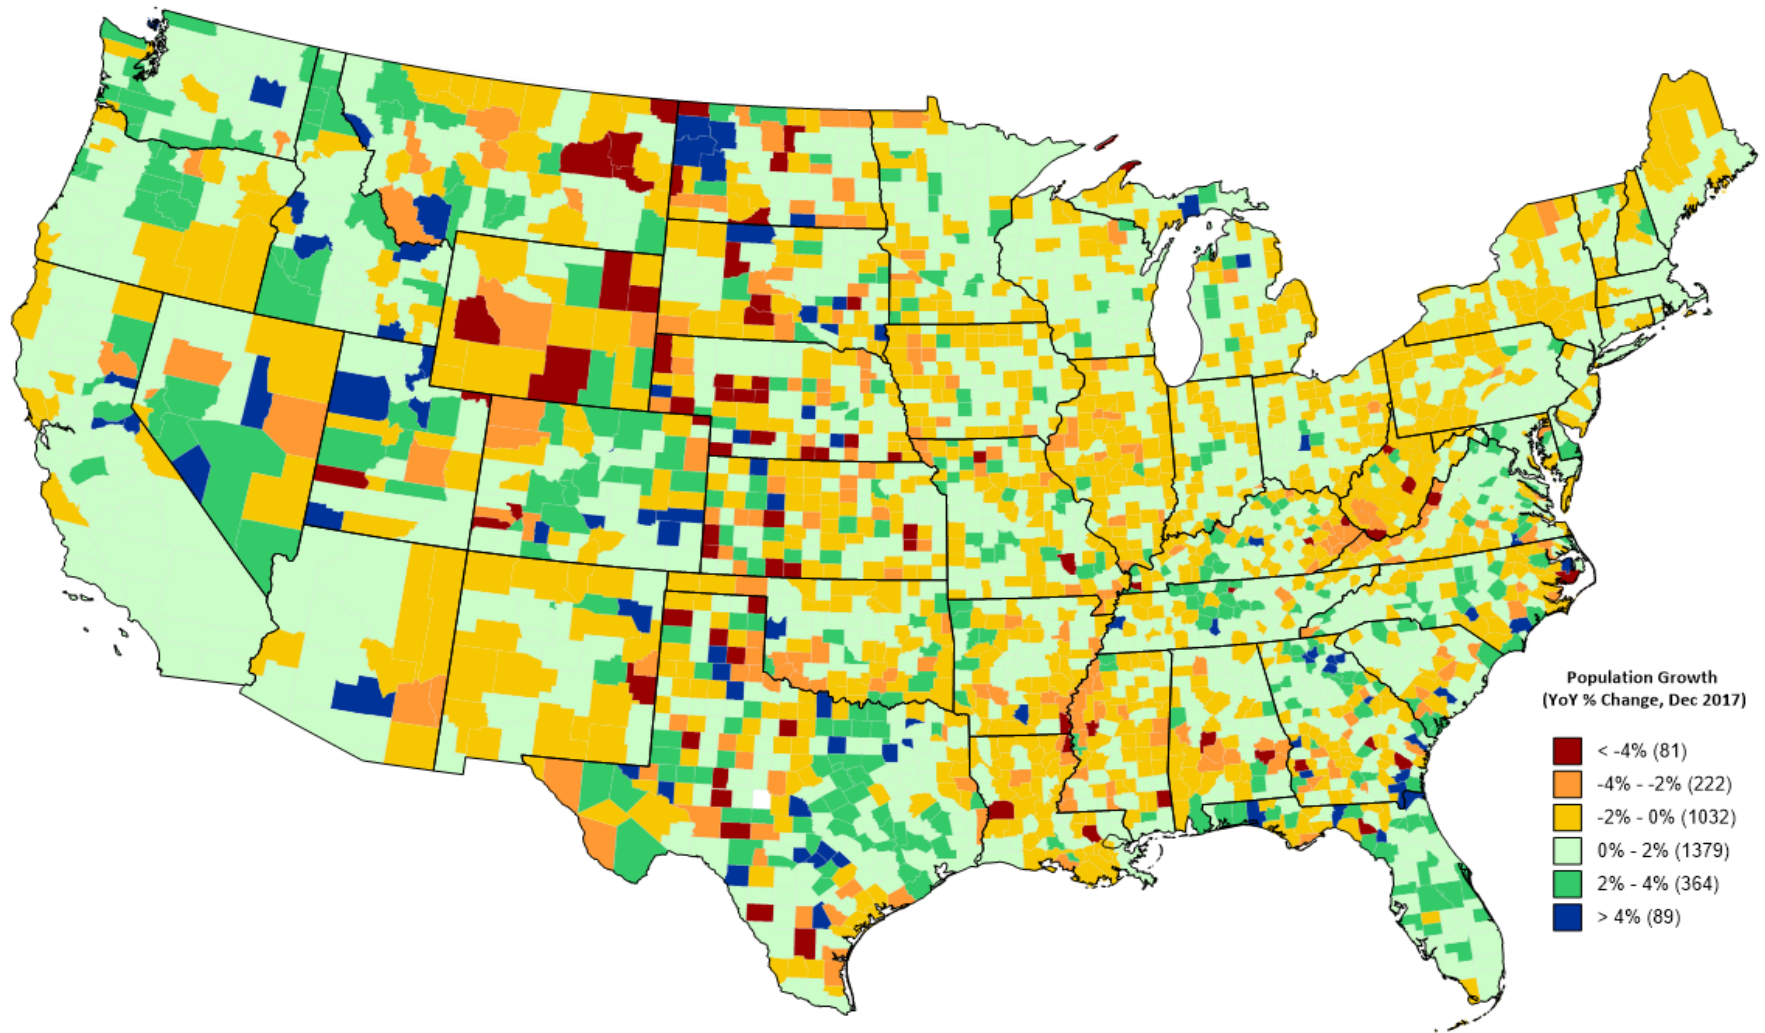 Population Growth
(YoY % Change, Dec 2017)
< -4% (81)
-4% - -2% (222)
-2% - 0% (1032)
0% - 2% (1379)
2% - 4% (364)
> 4% (89)